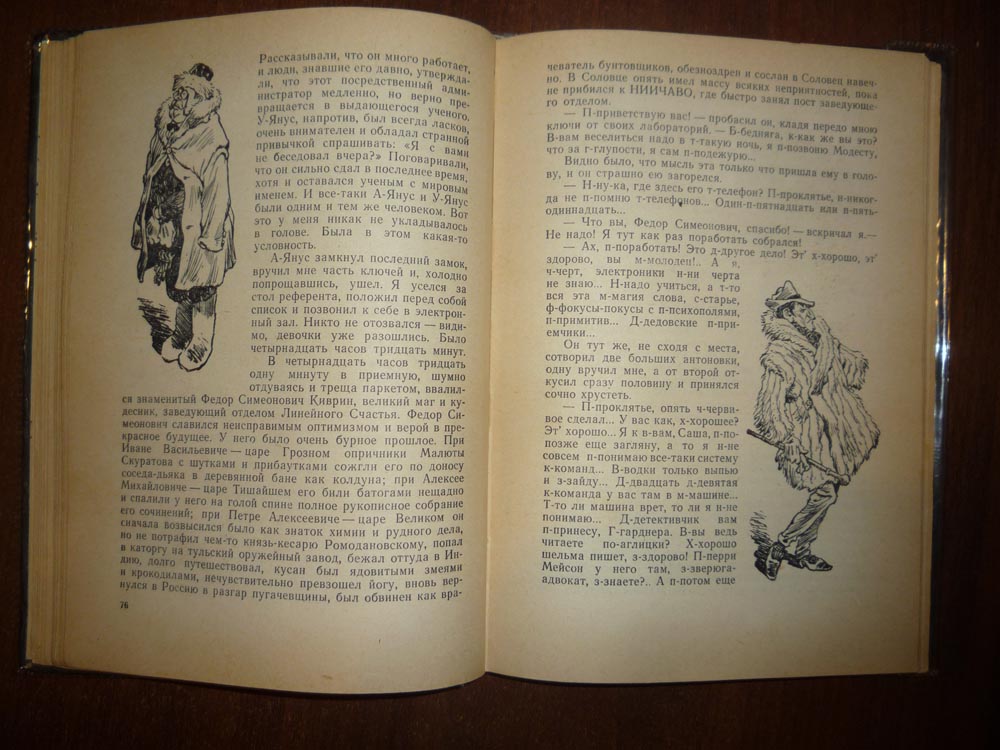 Рассказывали, что он много работает,
и люди, знавшие его давно, утвержда-
ли, что этот посредственный адми-
нистратор медленно, но верно пре-
вращается в выдающегося ученого.
У-Янус, напротив, был всегда ласков,
очень внимателен и обладал странной
привычкой спрашивать: «Я с вами
не беседовал вчера?» Поговаривали,
что он сильно сдал в последнее время,
хотя и оставался ученым с мировым
именем. И все-таки А-Янус и У-Янус
были одним и тем же человеком. Вот
это у меня никак не укладывалось
в голове. Была в этом какая-то
условность.
А-Янус замкнул последний замок,
вручил мне часть ключей и, холодно
попрощавшись, ушел. Я уселся за
стол референта, положил перед собой
список и позвонил к себе в электрон-
ный зал. Никто не отозвался — види-
мо, девочки уже разошлись. Было
четырнадцать часов тридцать минут.
В четырнадцать часов тридцать
одну минуту в приемную, шумно
отдуваясь и треща паркетом, ввалил-
ся знаменитый Федор Симеонович Киврин, великий маг и ку-
десник, заведующий отделом Линейного Счастья. Федор Си-
меонович славился неисправимым оптимизмом и верой в пре-
красное будущее. У него было очень бурное прошлое. При
Иване Васильевиче — царе Грозном опричники Малюты
Скуратова с шутками и прибаутками сожгли его по доносу
соседа-дьяка в деревянной бане как колдуна; при Алексее
Михайловиче — царе Тишайшем его били батогами нещадно
и спалили у него на голой спине полное рукописное собрание
его сочинений; при Петре Алексеевиче — царе Великом он
сначала возвысился было как знаток химии и рудного дела,
но не потрафил чем-то князь-кесарю Ромодановскому, попал
в каторгу на тульский оружейный завод, бежал оттуда в Ин-
дию, долго путешествовал, кусан был ядовитыми змеями
и крокодилами, нечувствительно превзошел йогу, вновь вер-
нулся в Россию в разгар пугачевщины, был обвинен как вра-
76
чеватель бунтовщиков, обезноздрен и сослан в Соловец навеч-
но. В Соловце опять имел массу всяких неприятностей, пока
не прибился к НИИЧАВО, где быстро занял пост заведующе-
го отделом.
— П-приветствую вас! — пробасил он, кладя передо мною
ключи от своих лабораторий. — Б-бедняга, к-как же вы это?
В-вам веселиться надо в т-такую ночь, я п-позвоню Модесту,
что за г-глупости, я сам п-подежурю...
Видно было, что мысль эта только что пришла ему в голо-
ву, и он страшно ею загорелся.
— Н-ну-ка, где здесь его т-телефон? П-проклятье, н-никог-
да не п-помню т-телефонов... Один-п-пятнадцать или п-пять-
одиннадцать...
— Что вы, Федор Симеонович, спасибо! — вскричал я.—
Не надо! Я тут как раз поработать собрался!
— Ах, п-поработать! Это д-другое дело! Эт' х-хорошо, эт'
здорово, вы м-молодец!.. А я,
ч-черт, электроники н-ни черта
не знаю... Н-надо учиться, а т-то
вся эта м-магия слова, с-старье,
ф-фокусы-покусы с п-психополями,
п-примитив... Д-дедовские п-при-
емчики...
Он тут же, не сходя с места,
сотворил две больших антоновки,
одну вручил мне, а от второй от-
кусил сразу половину и принялся
сочно хрустеть.
— П-проклятье, опять ч-черви-
вое сделал... У вас как, х-хорошее?
Эт' хорошо... Я к в-вам, Саша, п-по-
позже еще загляну, а то я н-не
совсем п-понимаю все-таки систему
к-команд... В-водки только выпью
и з-зайду... Д-двадцать д-девятая
к-команда у вас там в м-машине...
Т-то ли машина врет, то ли я н-не
понимаю... Д-детективчик вам
п-принесу, Г-гарднера. В-вы ведь
читаете по-аглицки? Х-хорошо
шельма пишет, з-здорово! П-перри
Мейсон у него там, з-зверюга-
адвокат, з-знаете?.. А п-потом еще